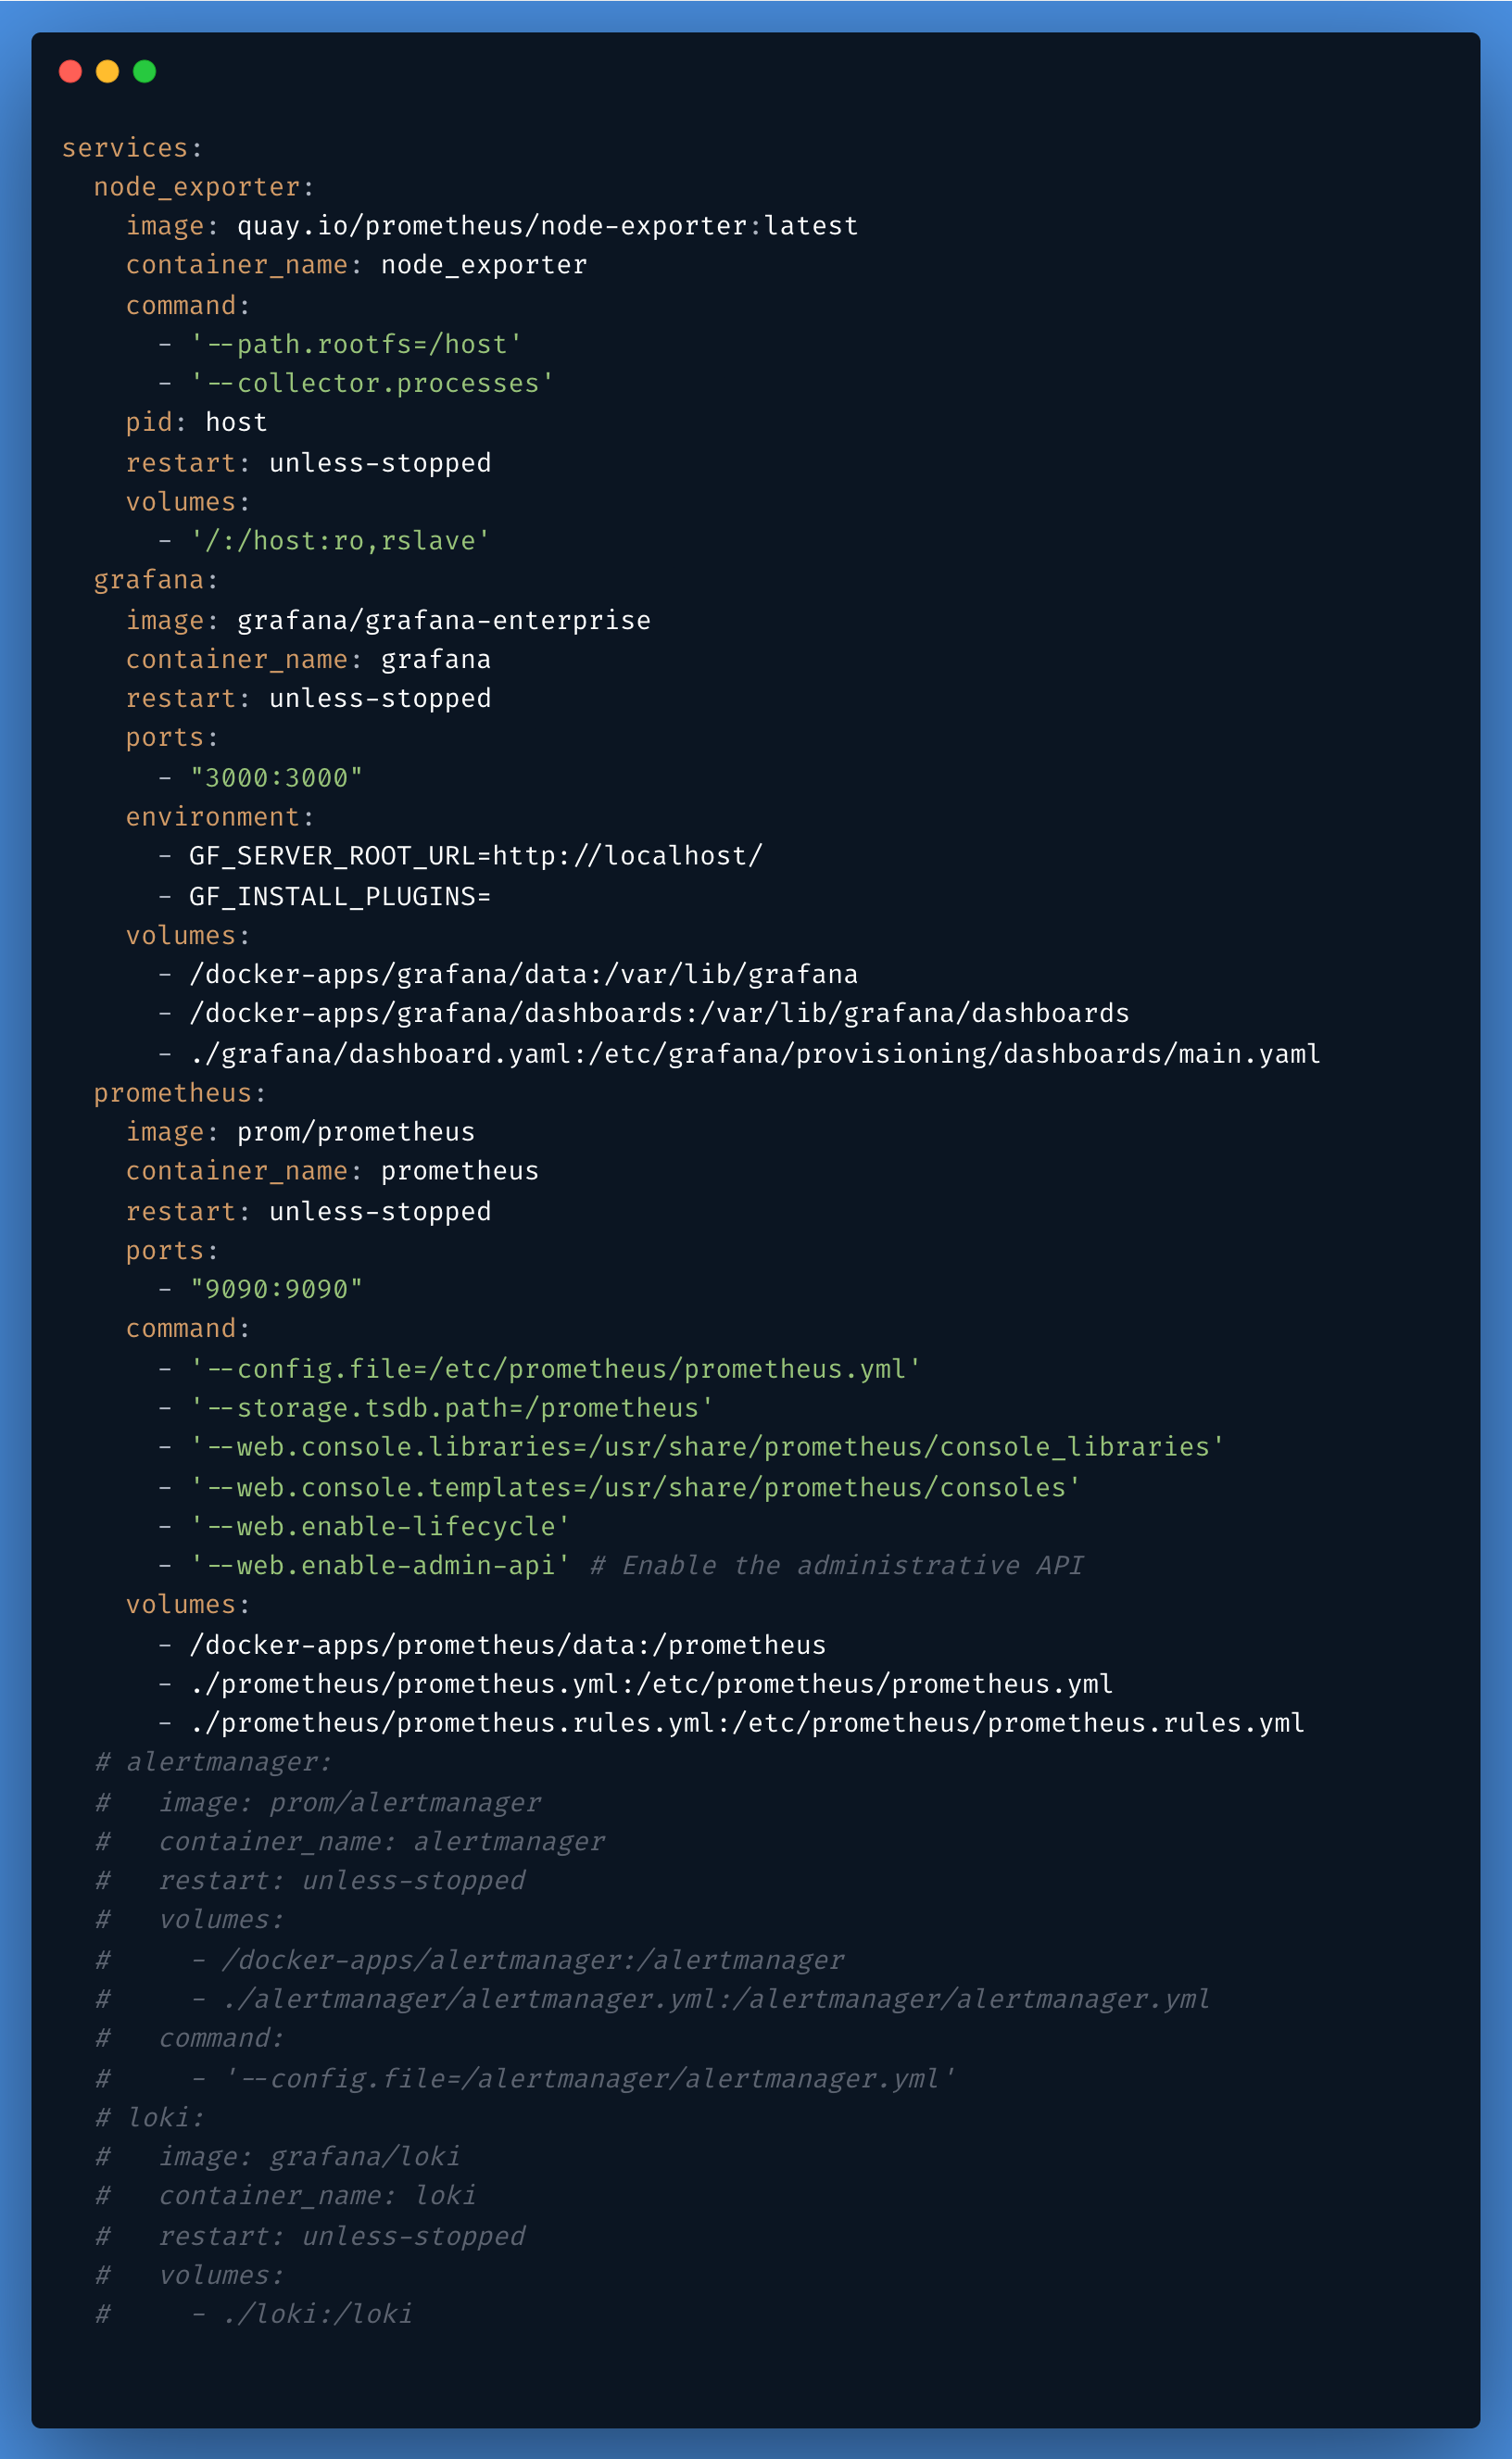 services:
  node_exporter:
    image: quay.io/prometheus/node-exporter:latest
    container_name: node_exporter
    command:
      - '--path.rootfs=/host'
      - '--collector.processes'
    pid: host
    restart: unless-stopped
    volumes:
      - '/:/host:ro,rslave'
  grafana:
    image: grafana/grafana-enterprise
    container_name: grafana
    restart: unless-stopped
    ports:
      - "3000:3000"
    environment:
      - GF_SERVER_ROOT_URL=http://localhost/
      - GF_INSTALL_PLUGINS=
    volumes:
      - /docker-apps/grafana/data:/var/lib/grafana
      - /docker-apps/grafana/dashboards:/var/lib/grafana/dashboards
      - ./grafana/dashboard.yaml:/etc/grafana/provisioning/dashboards/main.yaml
  prometheus:
    image: prom/prometheus
    container_name: prometheus
    restart: unless-stopped
    ports:
      - "9090:9090"
    command:
      - '--config.file=/etc/prometheus/prometheus.yml'
      - '--storage.tsdb.path=/prometheus'
      - '--web.console.libraries=/usr/share/prometheus/console_libraries'
      - '--web.console.templates=/usr/share/prometheus/consoles'
      - '--web.enable-lifecycle'
      - '--web.enable-admin-api' # Enable the administrative API
    volumes:
      - /docker-apps/prometheus/data:/prometheus
      - ./prometheus/prometheus.yml:/etc/prometheus/prometheus.yml
      - ./prometheus/prometheus.rules.yml:/etc/prometheus/prometheus.rules.yml
  # alertmanager:
  #   image: prom/alertmanager
  #   container_name: alertmanager
  #   restart: unless-stopped
  #   volumes:
  #     - /docker-apps/alertmanager:/alertmanager
  #     - ./alertmanager/alertmanager.yml:/alertmanager/alertmanager.yml
  #   command:
  #     - '--config.file=/alertmanager/alertmanager.yml'
  # loki:
  #   image: grafana/loki
  #   container_name: loki
  #   restart: unless-stopped
  #   volumes:
  #     - ./loki:/loki